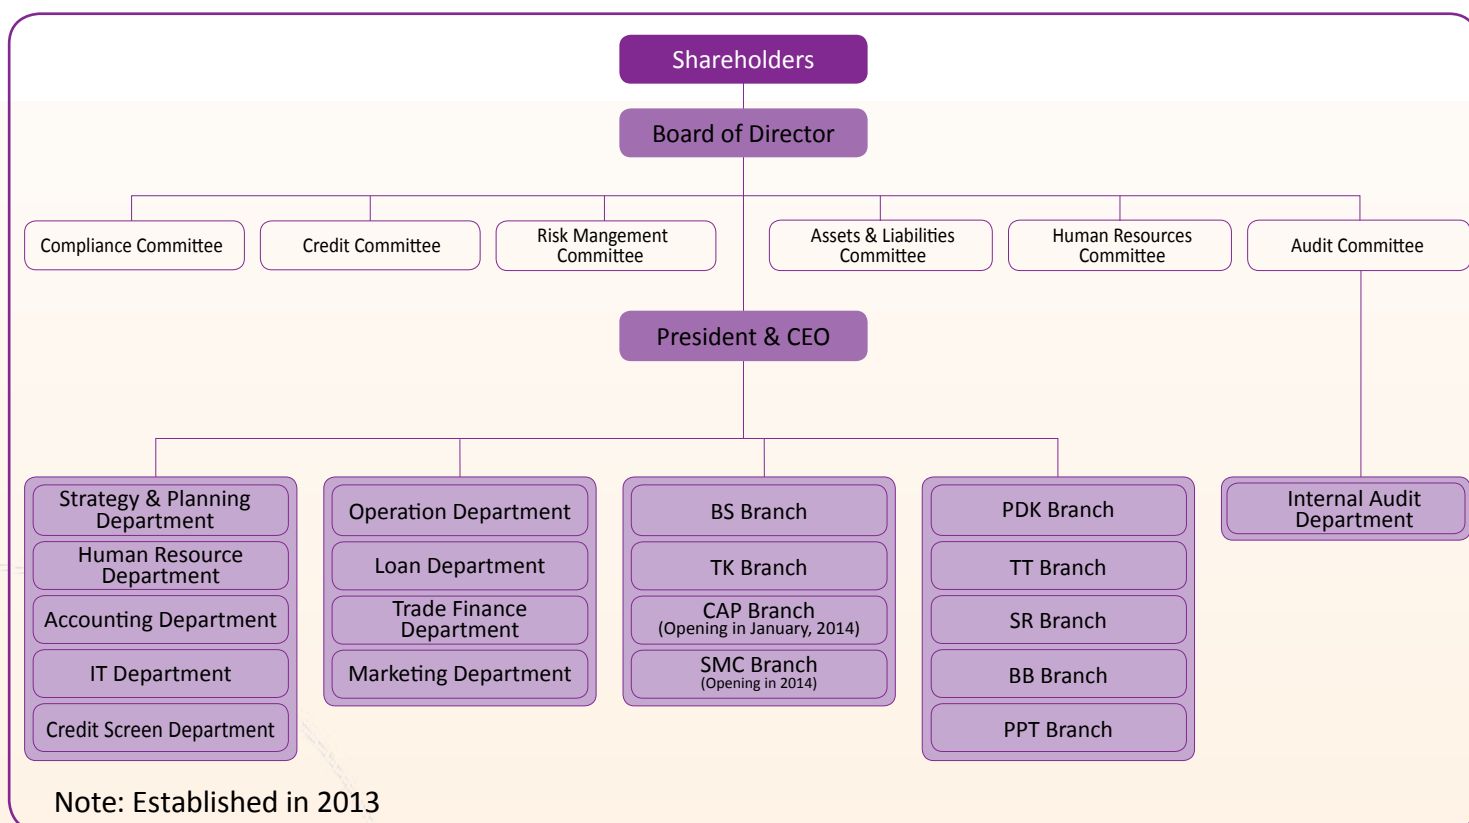 Shareholders
Board of Director
Compliance Committee
Credit Committee
Risk Mangement
Committee
Assets & Liabilities
Committee
Human Resources
Committee
Audit Committee
President & CEO
Strategy & Planning
Department
Human Resource
Department
Accounting Department
IT Department
Credit Screen Department
Operation Department
Loan Department
Trade Finance
Department
Marketing Department
BS Branch
TK Branch
CAP Branch
(Opening in January, 2014)
SMC Branch
(Opening in 2014)
PDK Branch
TT Branch
SR Branch
BB Branch
PPT Branch
Internal Audit
Department
Note: Established in 2013